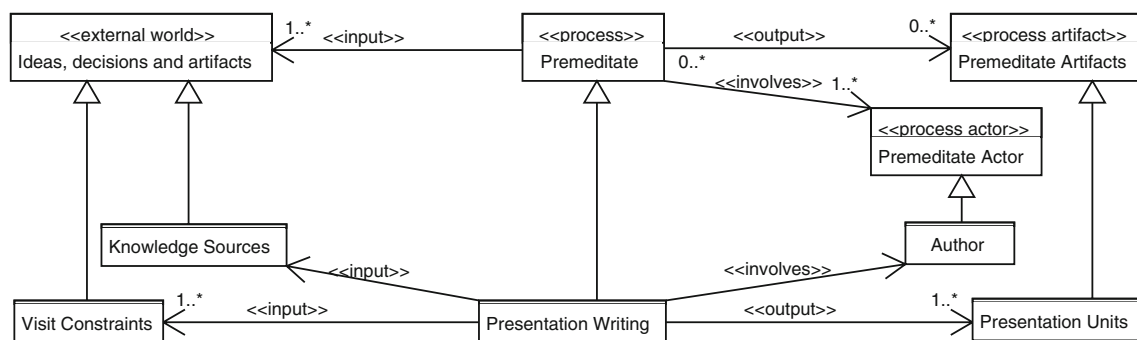 <<external world>>
Ideas, decisions and artifacts
1..*
<<input>>
<<process>>
Premeditate
0..*
<<output>>
0..*
<<process artifact>>
Premeditate Artifacts
<<involves>>
1..*
<<process actor>>
Premeditate Actor
Knowledge Sources
<<input>>
<<involves>>
Author
Visit Constraints
1..*
<<input>>
Presentation Writing
<<output>>
1..*
Presentation Units